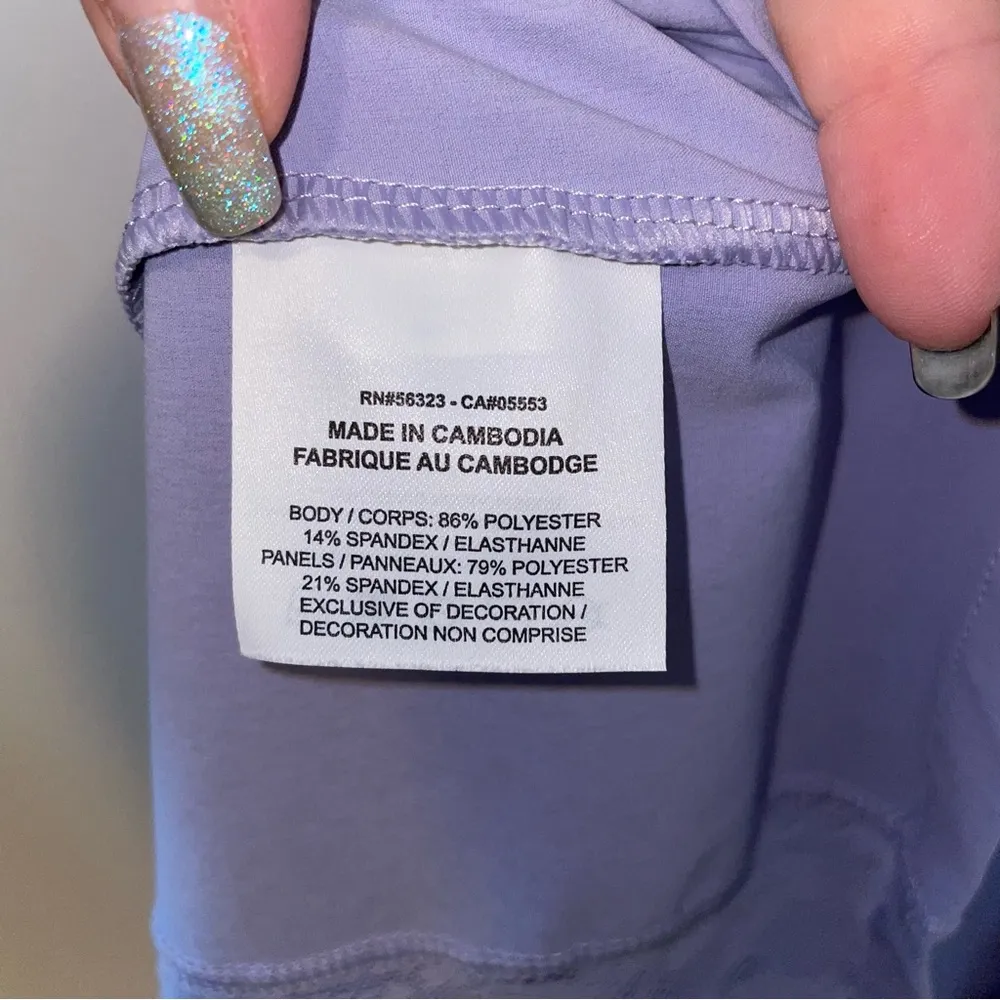 RN#56323 - CA#05553
MADE IN CAMBODIA
FABRIQUE AU CAMBODGE
BODY / CORPS: 86% POLYESTER
14% SPANDEX / ELASTHANNE
PANELS / PANNEAUX: 79% POLYESTER
21% SPANDEX / ELASTHANNE
EXCLUSIVE OF DECORATION /
DECORATION NON COMPRISE